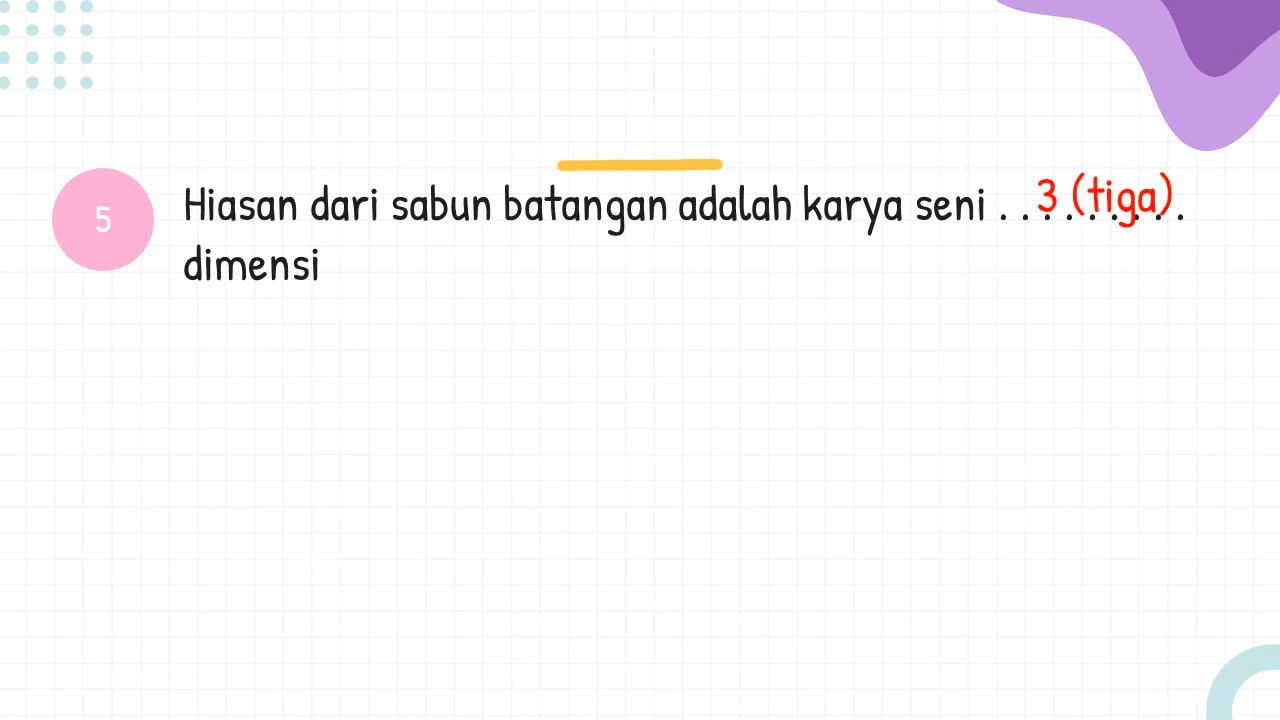 5
Hiasan dari sabun batangan adalah karya seni . . . . . . . . . 3 (tiga)
dimensi